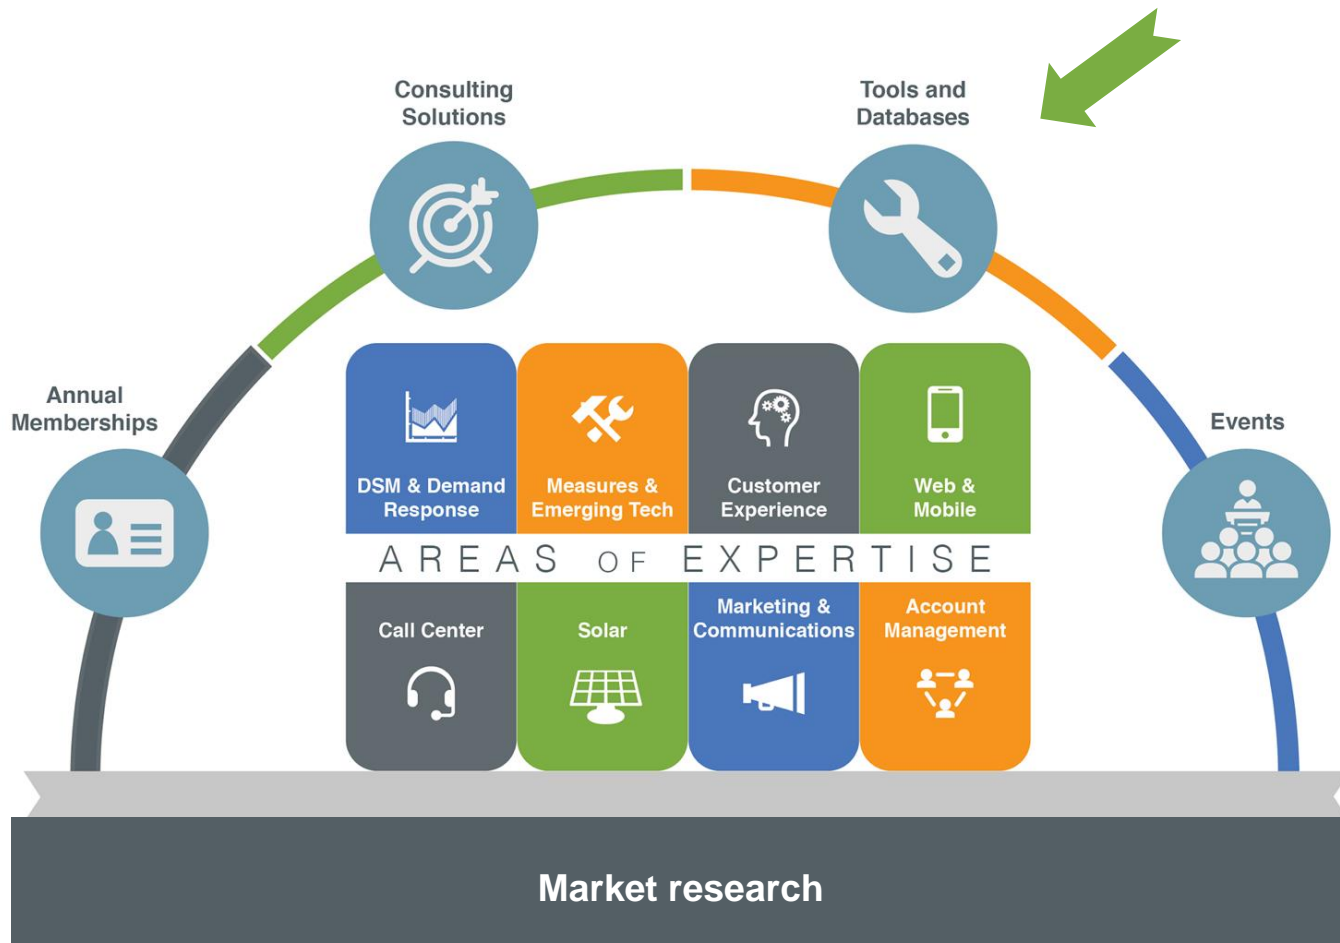 Consulting
Solutions
Tools and
Databases
Annual
Memberships
Events
DSM & Demand
Response
Measures &
Emerging Tech
Customer
Experience
Web &
Mobile
AREAS OF EXPERTISE
Call Center
Solar
Marketing &
Communications
Account
Management
Market research